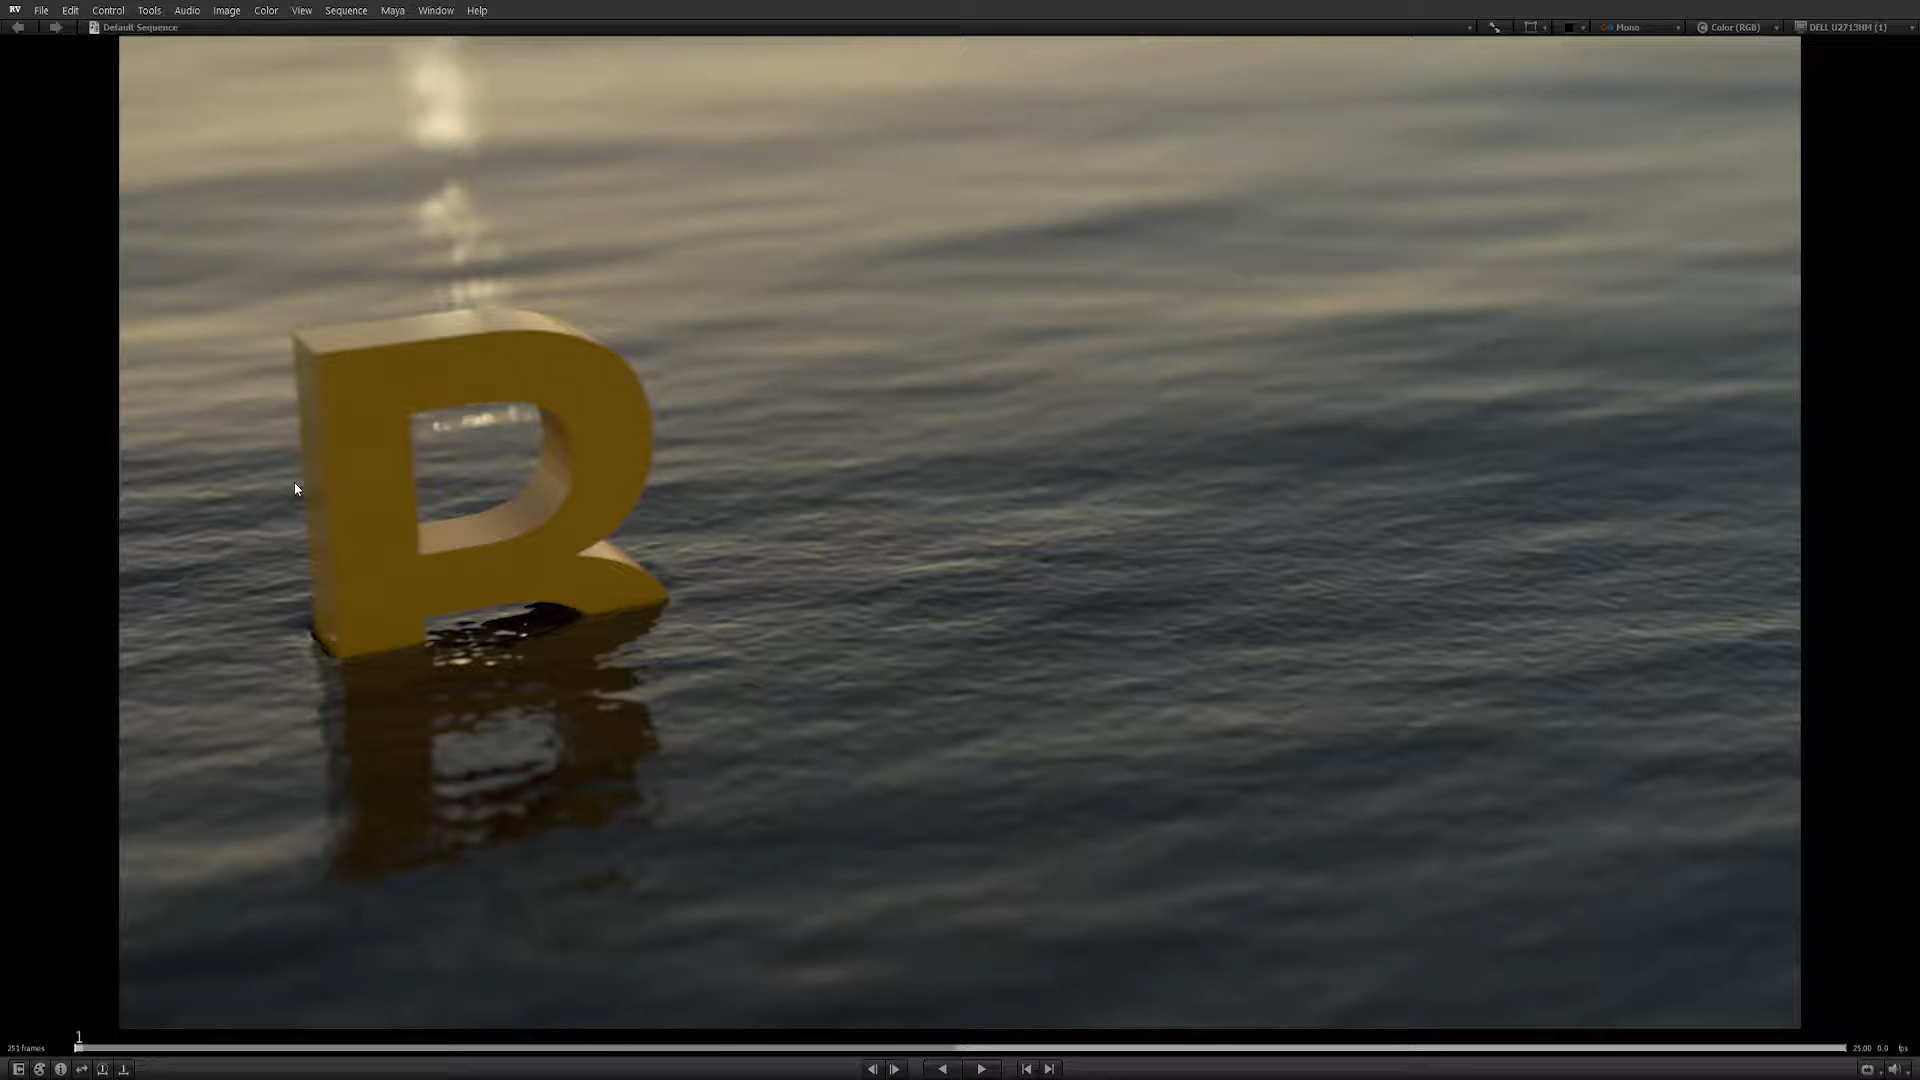 RV File Edit Control Tools Audio Image Color View Sequence Maya Window Help
Default Sequence Mono Color (RGB) DELL U2713HM (1)
R
1
251 frames 25.00 0.0 fps